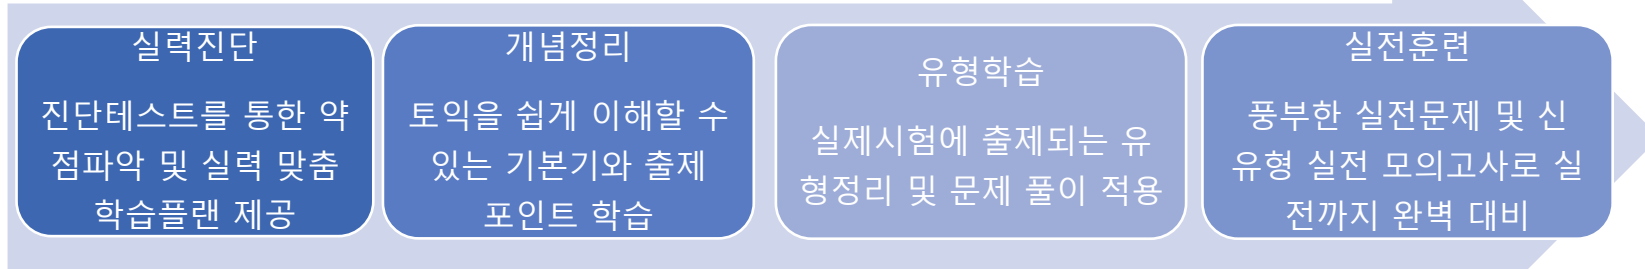 실력진단
진단테스트를 통한 약
점파악 및 실력 맞춤
학습플랜 제공
개념정리
토익을 쉽게 이해할 수
있는 기본기와 출제
포인트 학습
유형학습
실제시험에 출제되는 유
형정리 및 문제 풀이 적용
실전훈련
풍부한 실전문제 및 신
유형 실전 모의고사로 실
전까지 완벽 대비